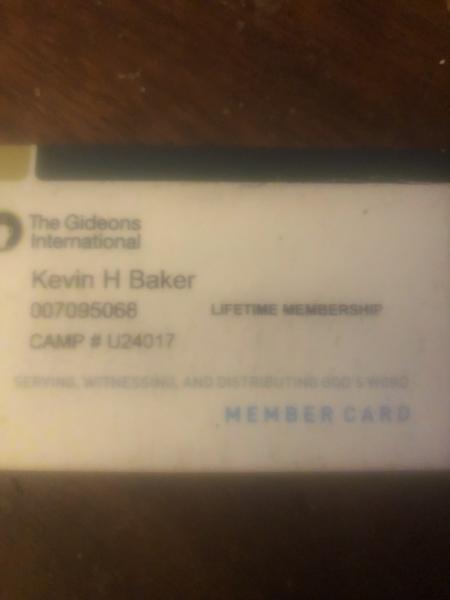 The Gideons
International
Kevin H Baker
007095068 LIFETIME MEMBERSHIP
CAMP # U24017
SERVING, WITNESSING, AND DISTRIBUTING GOD'S WORD
MEMBER CARD